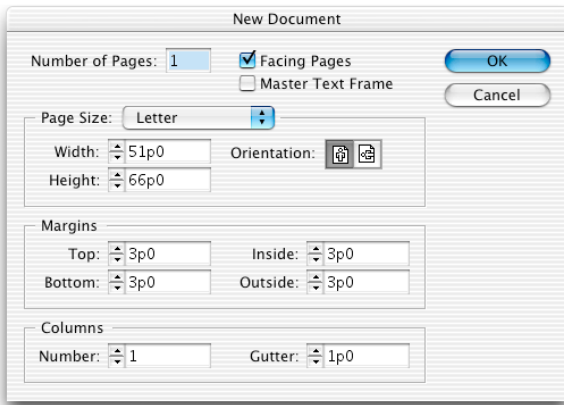 New Document
Number of Pages: 1 Facing Pages OK
Master Text Frame Cancel
Page Size: Letter
Width: 51p0 Orientation:
Height: 66p0
Margins
Top: 3p0 Inside: 3p0
Bottom: 3p0 Outside: 3p0
Columns
Number: 1 Gutter: 1p0